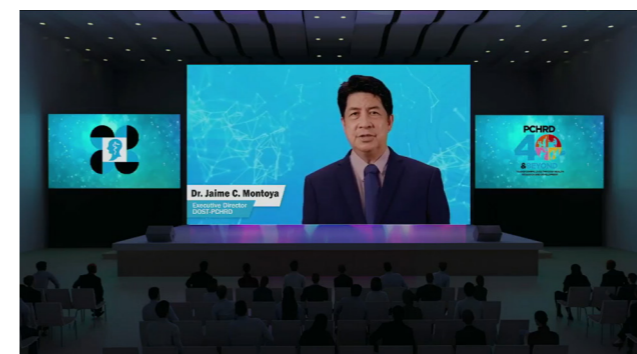 Dr. Jaime C. Montoya
Executive Director
DOST-PCHRD
PCHRD
40